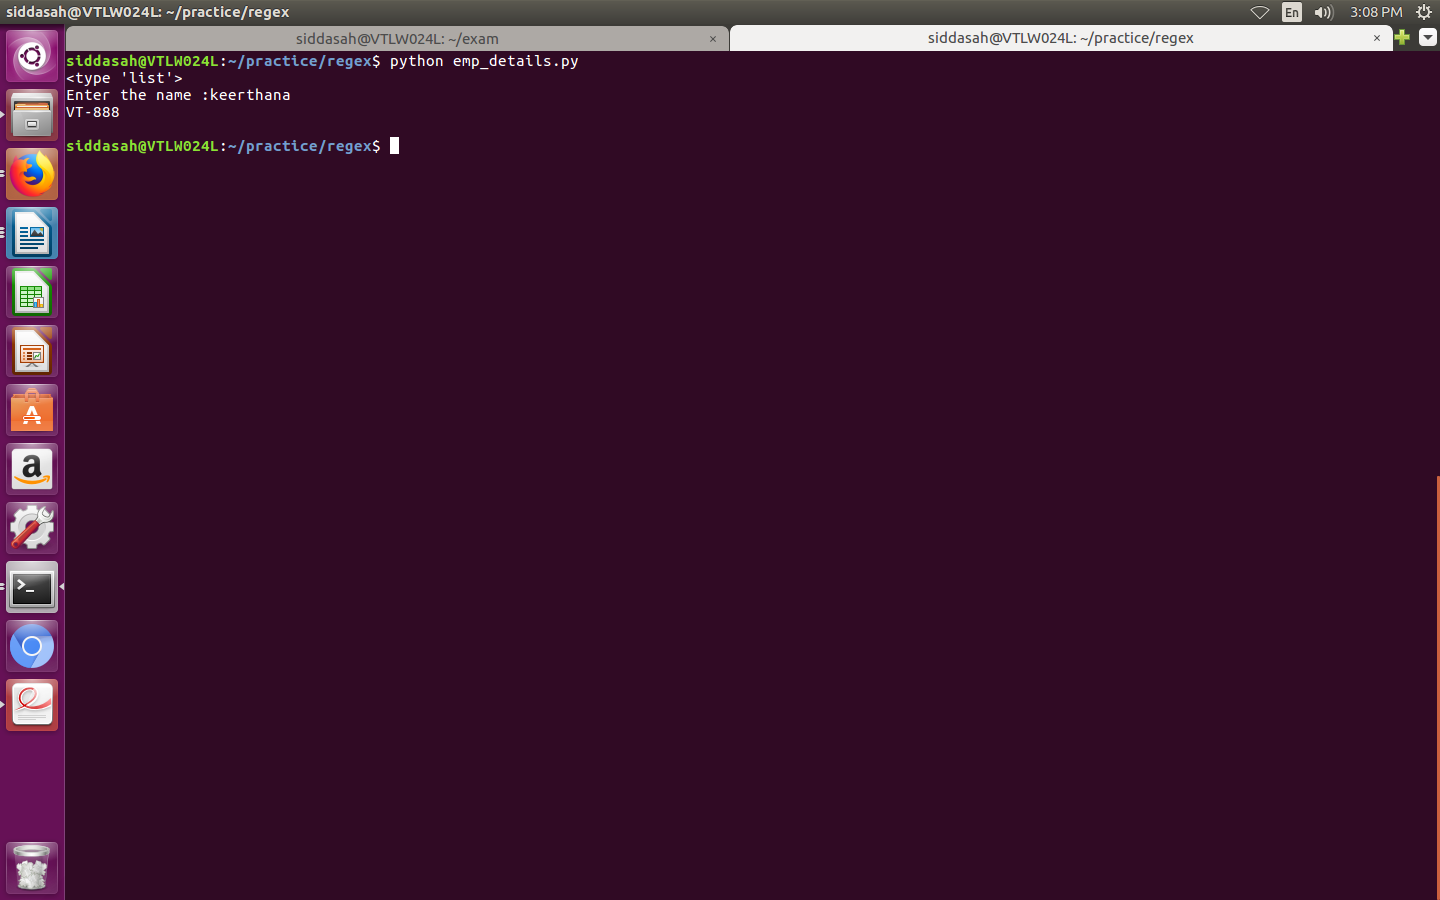 siddasah@VTLW024L: ~/practice/regex
En
3:08 PM
siddasah@VTLW024L: ~/exam
×
siddasah@VTLW024L: ~/practice/regex
×
siddasah@VTLW024L:~/practice/regex$ python emp_details.py
<type 'list'>
Enter the name :keerthana
VT-888
siddasah@VTLW024L:~/practice/regex$
A
a
>_